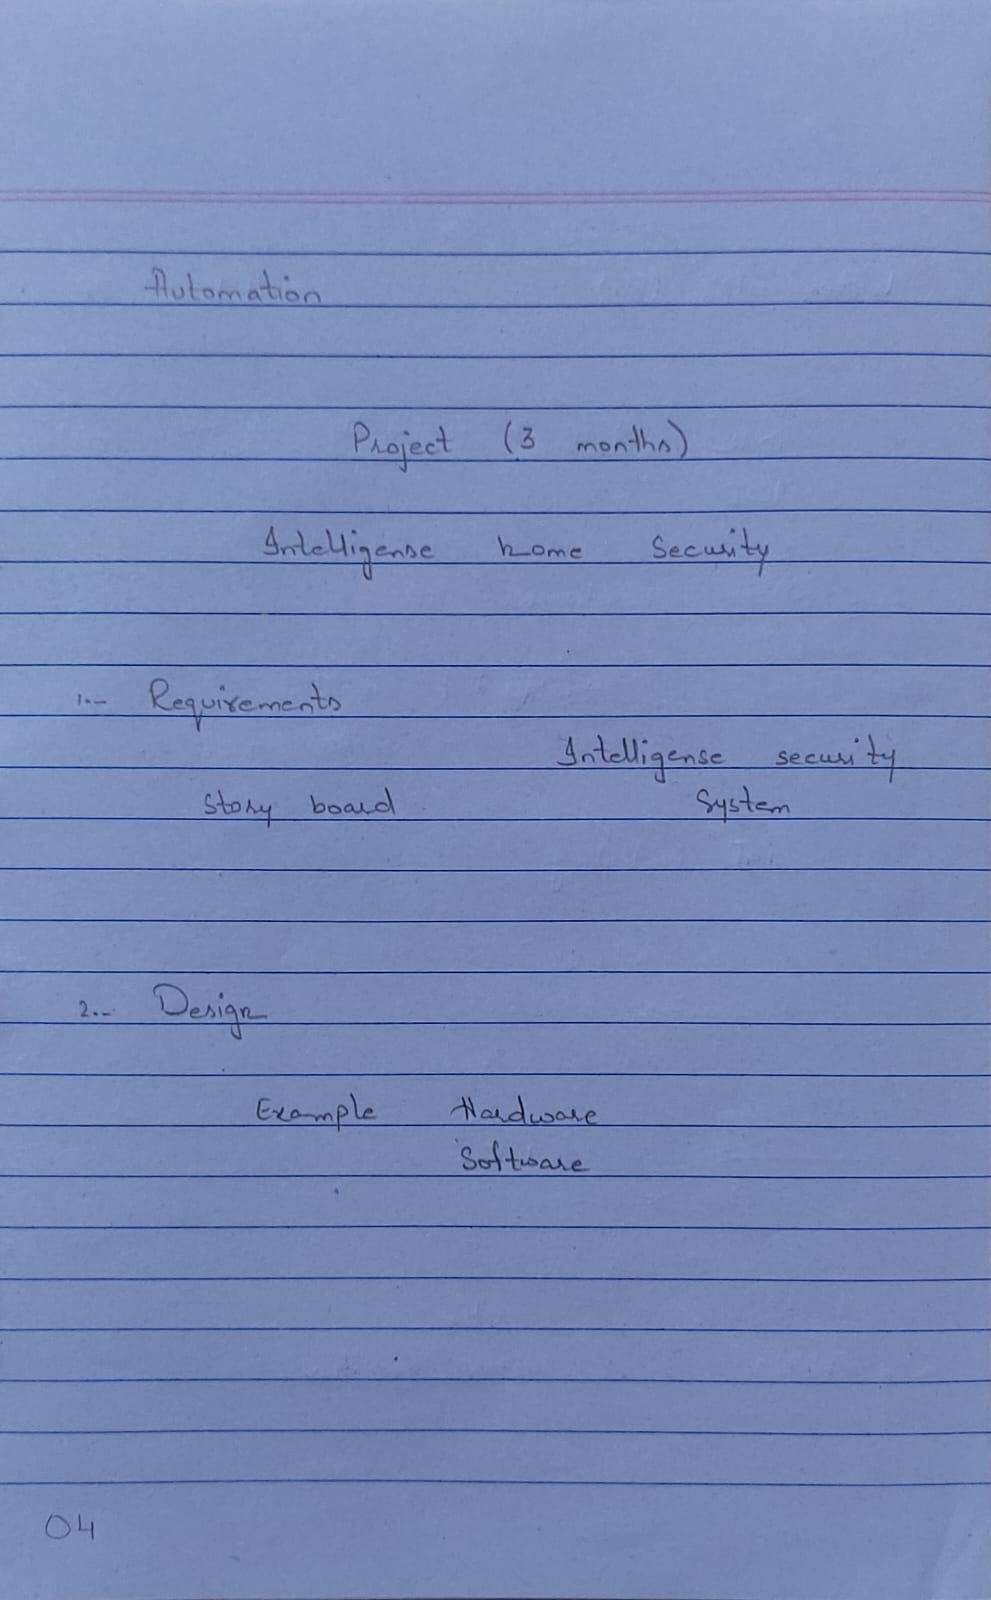 Automation
Project (3 months)
Intelligense home Security
1.- Requirements
Intelligense security
Story board System
2.- Design
Example Hardware
Software
04